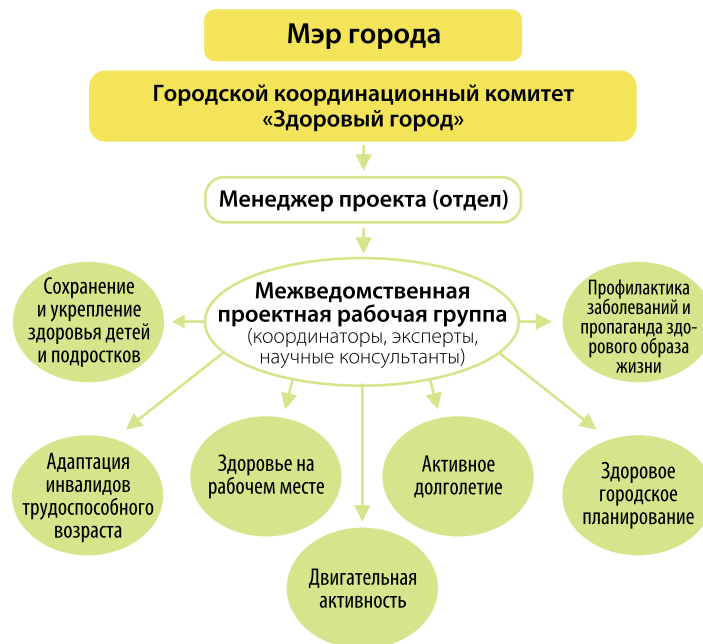 Мэр города
Городской координационный комитет
«Здоровый город»
Менеджер проекта (отдел)
Межведомственная
проектная рабочая группа
(координаторы, эксперты,
научные консультанты)
Сохранение
и укрепление
здоровья детей
и подростков
Профилактика
заболеваний и
пропаганда здо-
рового образа
жизни
Адаптация
инвалидов
трудоспособного
возраста
Здоровье на
рабочем месте
Двигательная
активность
Активное
долголетие
Здоровое
городское
планирование